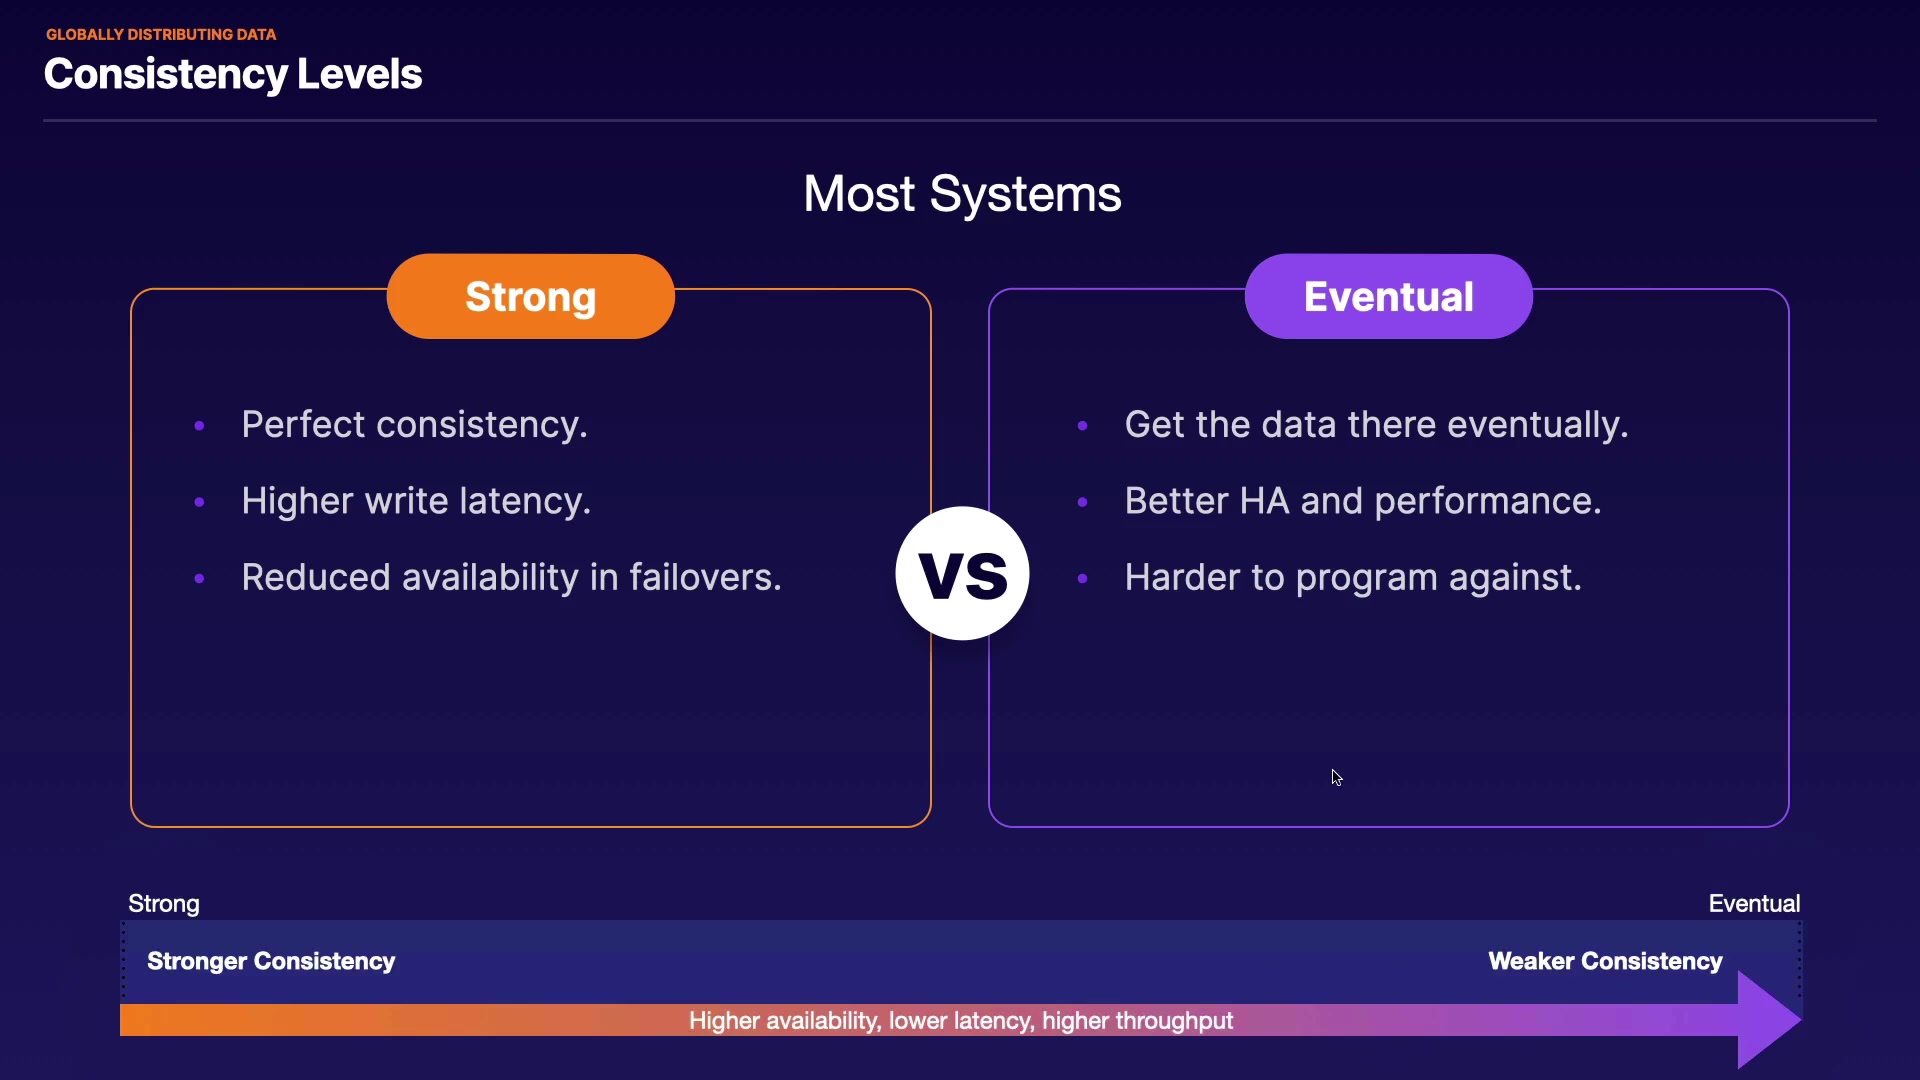 GLOBALLY DISTRIBUTING DATA
Consistency Levels
Most Systems
Strong
• Perfect consistency.
• Higher write latency.
• Reduced availability in failovers.
VS
Eventual
• Get the data there eventually.
• Better HA and performance.
• Harder to program against.
Strong
Eventual
Stronger Consistency
Weaker Consistency
Higher availability, lower latency, higher throughput